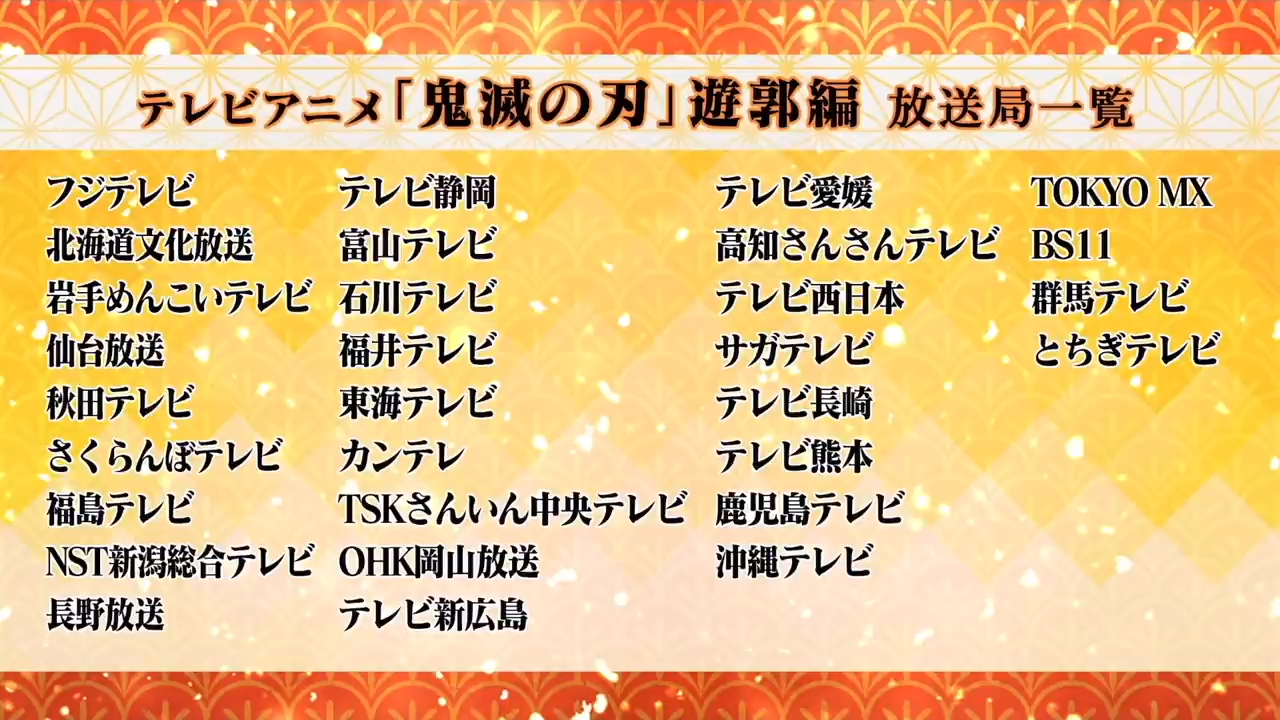 テレビアニメ「鬼滅の刃」遊郭編 放送局一覧
フジテレビ
北海道文化放送
岩手めんこいテレビ
仙台放送
秋田テレビ
さくらんぼテレビ
福島テレビ
NST新潟総合テレビ
長野放送
テレビ静岡
富山テレビ
石川テレビ
福井テレビ
東海テレビ
カンテレ
TSKさんいん中央テレビ
OHK岡山放送
テレビ新広島
テレビ愛媛
高知さんさんテレビ
テレビ西日本
サガテレビ
テレビ長崎
テレビ熊本
鹿児島テレビ
沖縄テレビ
TOKYO MX
BS11
群馬テレビ
とちぎテレビ